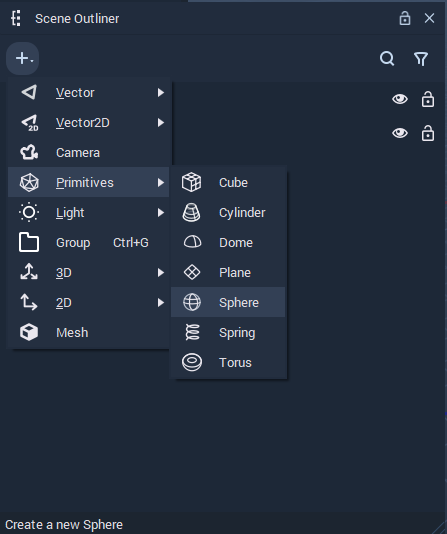 Scene Outliner
Vector
Vector2D
Camera
Primitives
Light
Group Ctrl+G
3D
2D
Mesh
Cube
Cylinder
Dome
Plane
Sphere
Spring
Torus
Create a new Sphere